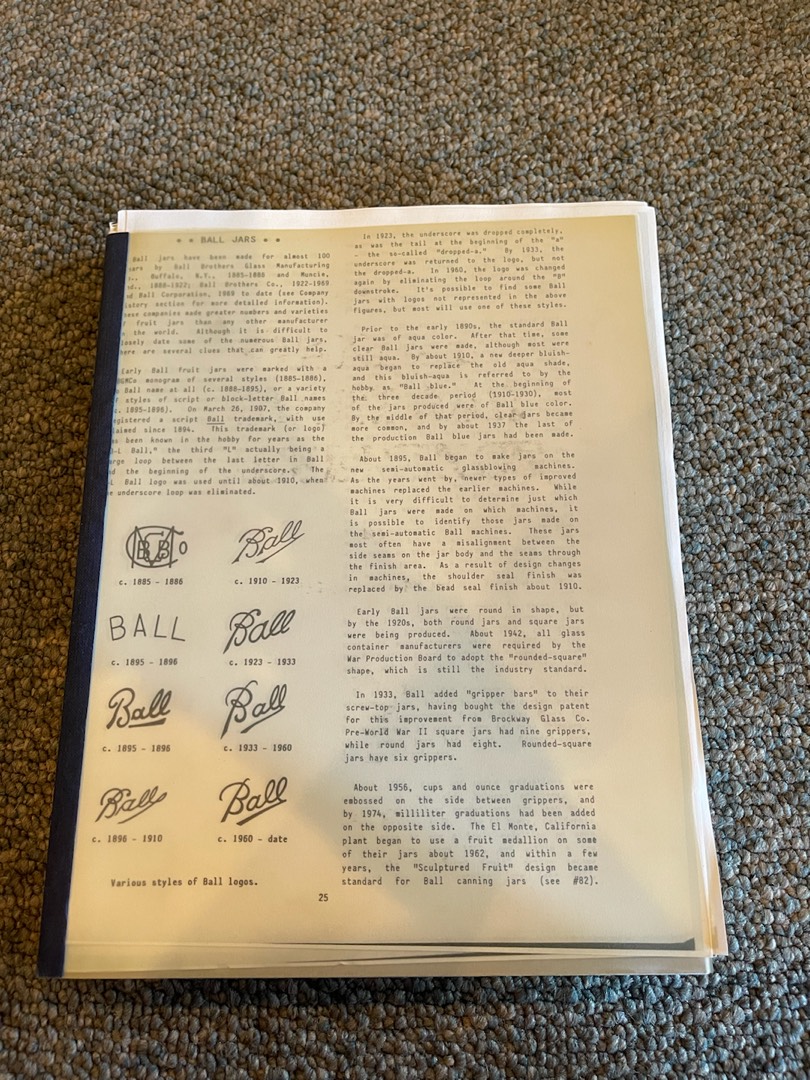 * * BALL JARS * *
Ball jars have been made for almost 100
by Ball Brothers Glass Manufacturing
Buffalo, N.Y., 1885-1886 and Muncie,
1886-1922; Ball Brothers Co., 1922-1969
Ball Corporation, 1969 to date (see Company
section for more detailed information).
companies made greater numbers and varieties
fruit jars than any other manufacturer
the world. Although it is difficult to
date some of the numerous Ball jars,
are several clues that can greatly help.
Early Ball fruit jars were marked with a
monogram of several styles (1885-1886),
Ball name at all (c. 1888-1895), or a variety
styles of script or block-letter Ball names
1895-1896). On March 26, 1907, the company
a script Ball trademark, with use
since 1894. This trademark (or logo)
been known in the hobby for years as the
Ball," the third "L" actually being a
loop between the last letter in Ball
the beginning of the underscore. The
Ball logo was used until about 1910, when
underscore loop was eliminated.
c. 1885 - 1886
Ball
c. 1910 - 1923
BALL
c. 1895 - 1896
Ball
c. 1923 - 1933
Ball
c. 1895 - 1896
Ball
c. 1933 - 1960
Ball
c. 1896 - 1910
Ball
c. 1960 - date
Various styles of Ball logos.
In 1923, the underscore was dropped completely,
as was the tail at the beginning of the "a"
- the so-called "dropped-a." By 1933, the
underscore was returned to the logo, but not
the dropped-a. In 1960, the logo was changed
again by eliminating the loop around the
downstroke. It's possible to find some Ball
jars with logos not represented in the above
figures, but most will use one of these styles.
Prior to the early 1890s, the standard Ball
jar was of aqua color. After that time, some
clear Ball jars were made, although most were
still aqua. By about 1910, a new deeper bluish-
aqua began to replace the old aqua shade,
and this bluish-aqua is referred to by the
hobby as "Ball blue." At the beginning of
the three decade period (1910-1930), most
of the jars produced were of Ball blue color.
By the middle of that period, clear jars became
more common, and by about 1937 the last of
the production Ball blue jars had been made.
About 1895, Ball began to make jars on the
new semi-automatic glassblowing machines.
As the years went by, newer types of improved
machines replaced the earlier machines. While
it is very difficult to determine just which
Ball jars were made on which machines, it
is possible to identify those jars made on
the semi-automatic Ball machines. These jars
most often have a misalignment between the
side seams on the jar body and the seams through
the finish area. As a result of design changes
in machines, the shoulder seal finish was
replaced by the bead seal finish about 1910.
Early Ball jars were round in shape, but
by the 1920s, both round jars and square jars
were being produced. About 1942, all glass
container manufacturers were required by the
War Production Board to adopt the "rounded-square"
shape, which is still the industry standard.
In 1933, Ball added "gripper bars" to their
screw-top jars, having bought the design patent
for this improvement from Brockway Glass Co.
Pre-World War II square jars had nine grippers,
while round jars had eight. Rounded-square
jars have six grippers.
About 1956, cups and ounce graduations were
embossed on the side between grippers, and
by 1974, milliliter graduations had been added
on the opposite side. The El Monte, California
plant began to use a fruit medallion on some
of their jars about 1962, and within a few
years, the "Sculptured Fruit" design became
standard for Ball canning jars (see #82).
25